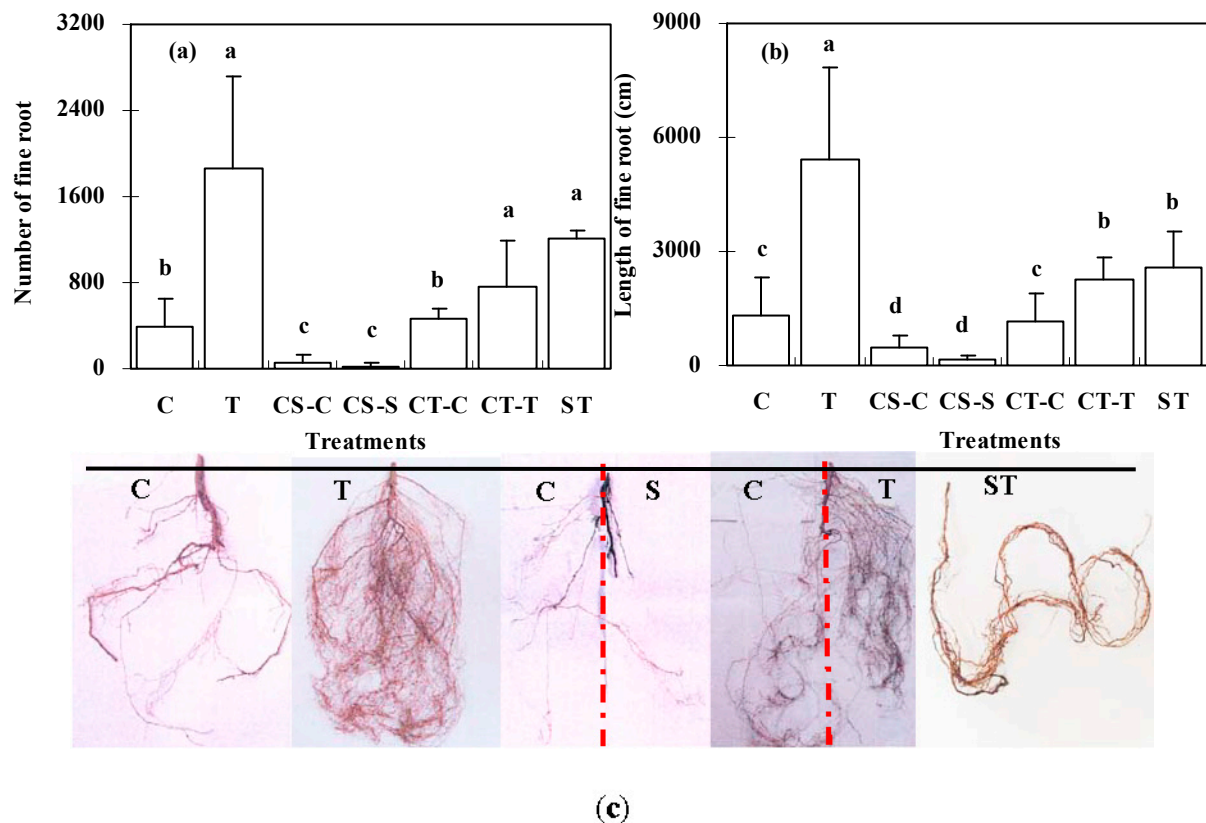 3200
2400
1600
800
0
Number of fine root
(a)
b
a
c
c
b
a
a
C T CS-C CS-S CT-C CT-T ST
Treatments
9000
6000
3000
0
Length of fine root (cm)
(b)
c
a
d
d
c
b
b
C T CS-C CS-S CT-C CT-T ST
Treatments
C T C S C T ST
(c)